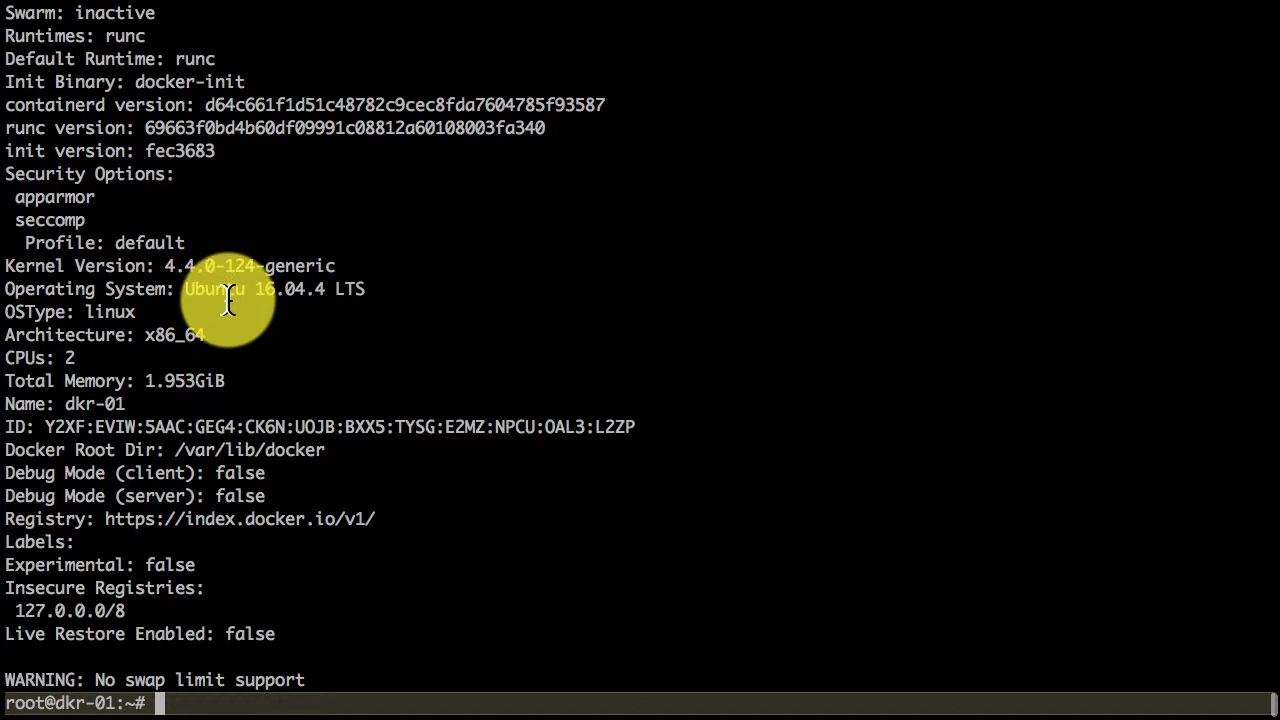 Swarm: inactive
Runtimes: runc
Default Runtime: runc
Init Binary: docker-init
containerd version: d64c661f1d51c48782c9cec8fda7604785f93587
runc version: 69663f0bd4b60df09991c08812a60108003fa340
init version: fec3683
Security Options:
 apparmor
 seccomp
  Profile: default
Kernel Version: 4.4.0-124-generic
Operating System: Ubuntu 16.04.4 LTS
OSType: linux
Architecture: x86_64
CPUs: 2
Total Memory: 1.953GiB
Name: dkr-01
ID: Y2XF:EVIW:5AAC:GEG4:CK6N:UOJB:BXX5:TYSG:E2MZ:NPCU:OAL3:L2ZP
Docker Root Dir: /var/lib/docker
Debug Mode (client): false
Debug Mode (server): false
Registry: https://index.docker.io/v1/
Labels:
Experimental: false
Insecure Registries:
 127.0.0.0/8
Live Restore Enabled: false
WARNING: No swap limit support
root@dkr-01:~#